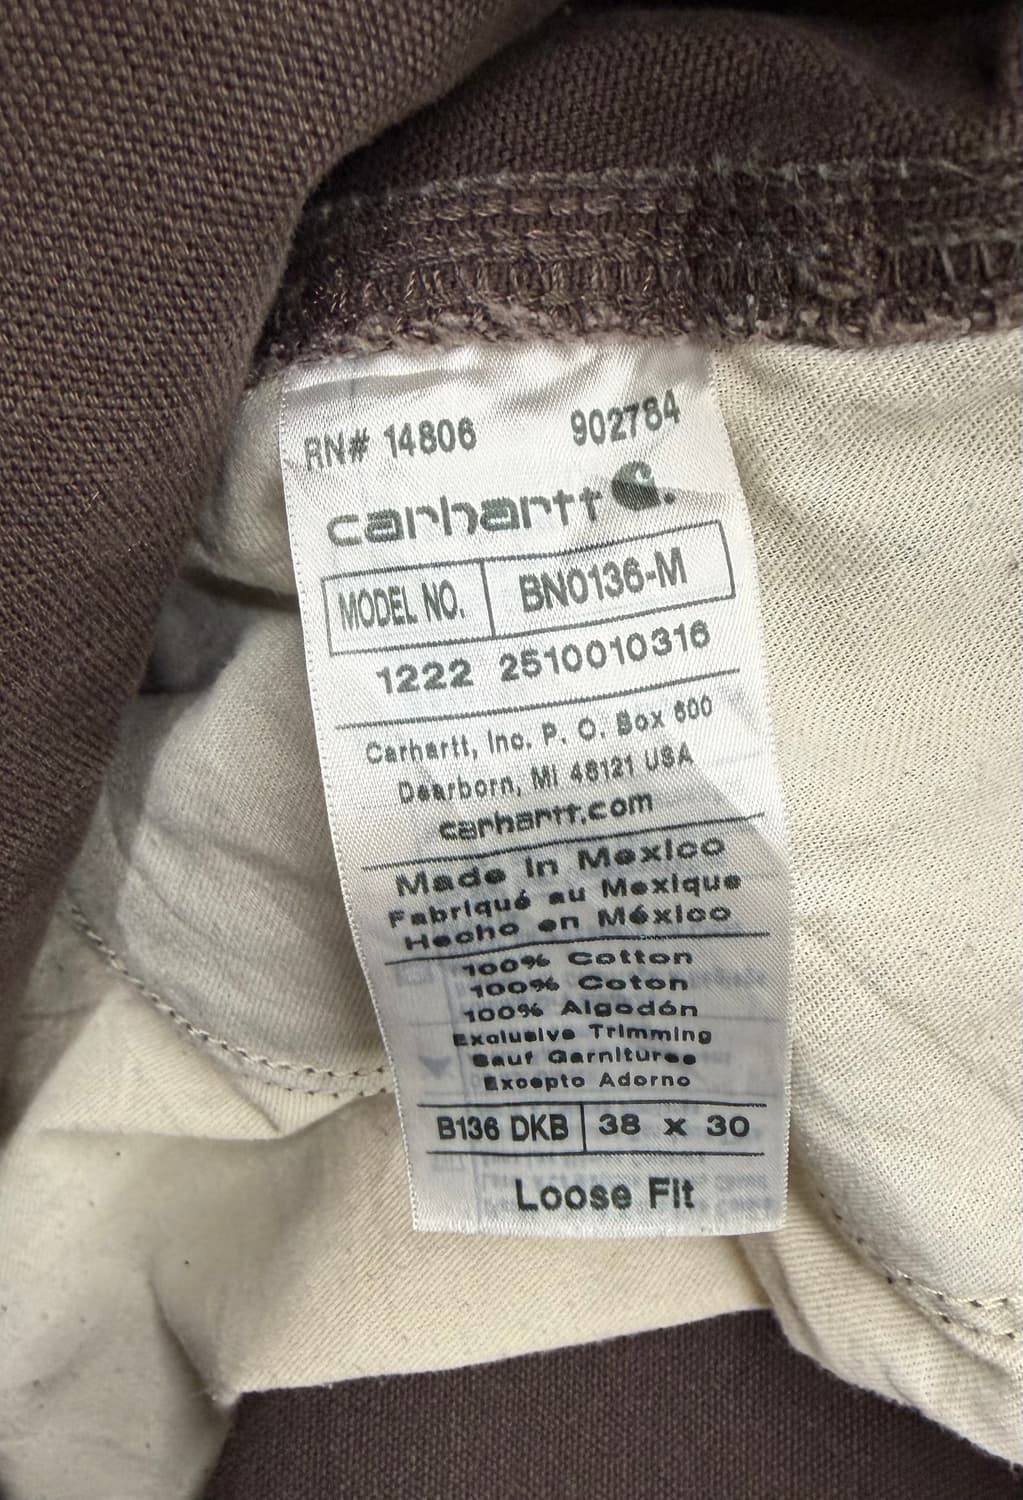 RN# 14806 902784
carhartt
MODEL NO. BN0136-M
1222 2510010316
Carhartt, Inc. P. O. Box 600
Dearborn, MI 48121 USA
carhartt.com
Made in Mexico
Fabriqué au Mexique
Hecho en México
100% Cotton
100% Coton
100% Algodón
Exclusive Trimming
Sauf Garnitures
Excepto Adorno
B136 DKB 38 x 30
Loose Fit